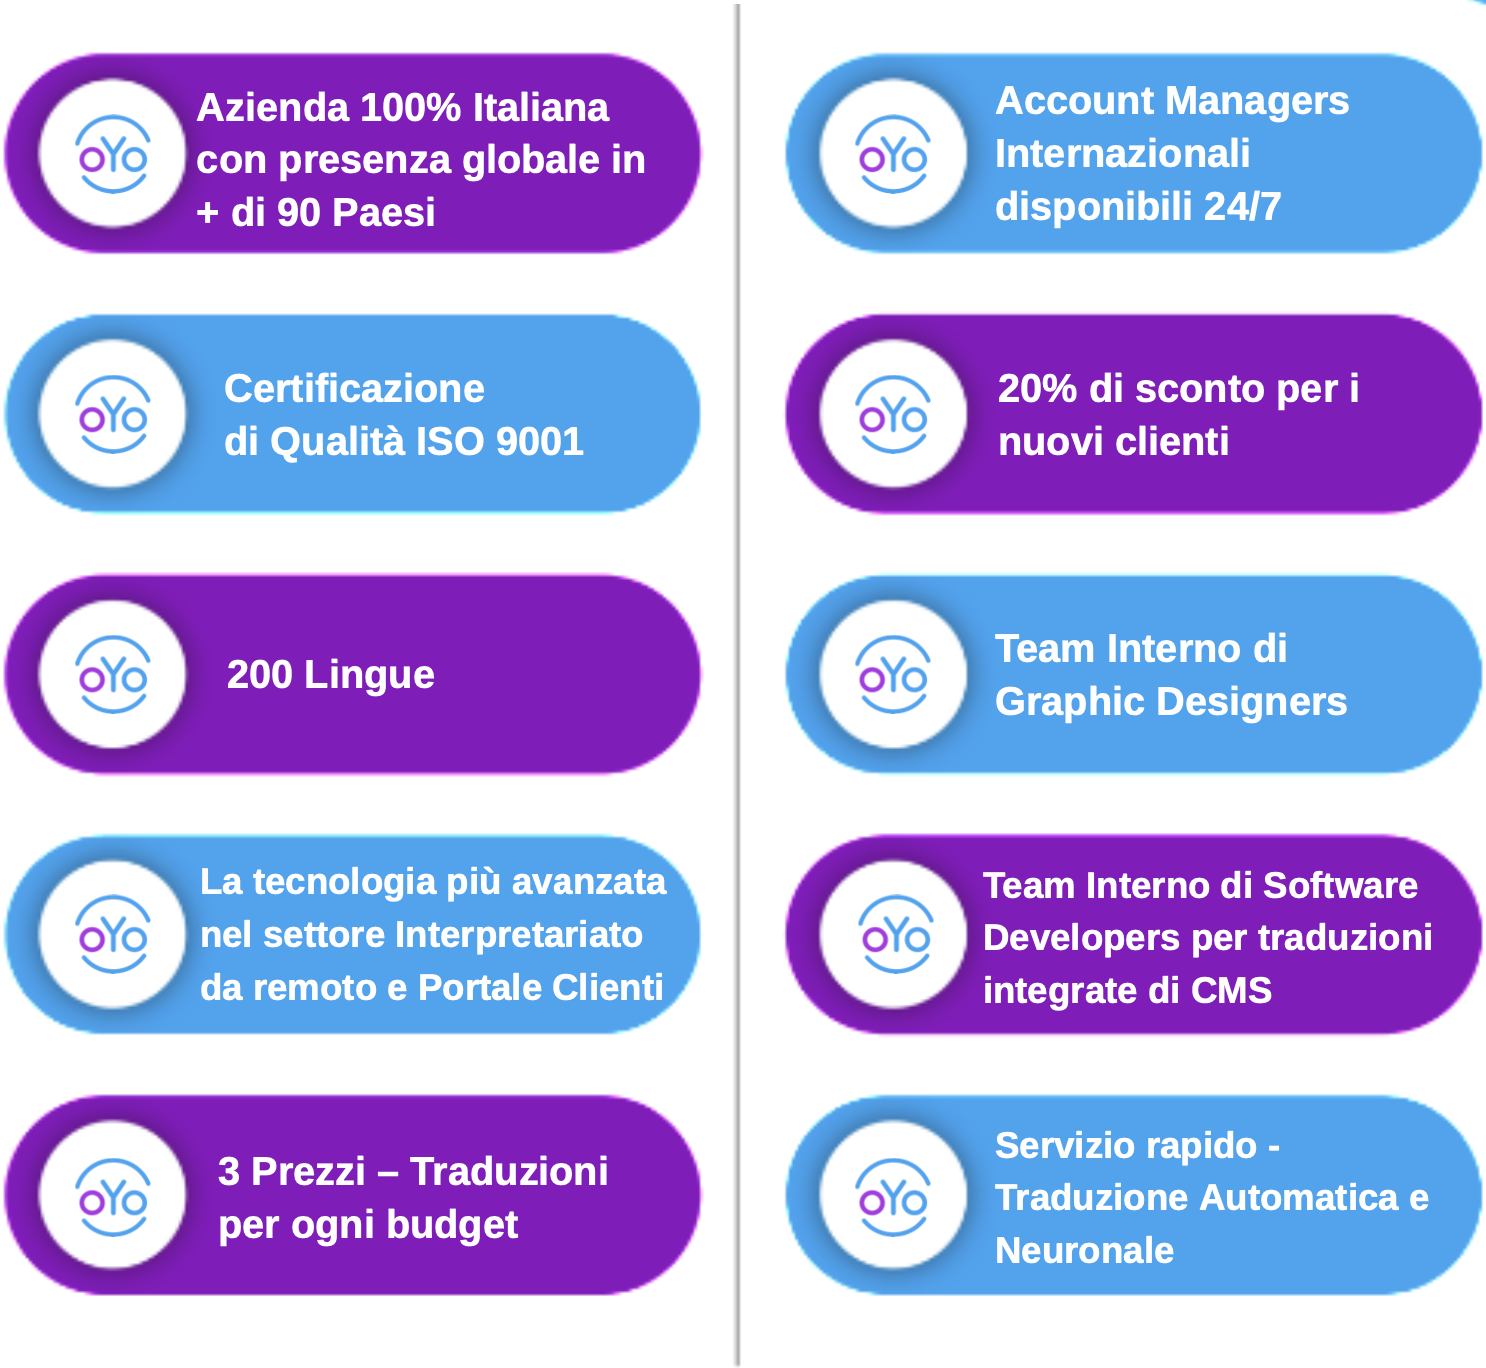 oYo
Azienda 100% Italiana
con presenza globale in
+ di 90 Paesi
oYo
Certificazione
di Qualità ISO 9001
oYo
200 Lingue
oYo
La tecnologia più avanzata
nel settore Interpretariato
da remoto e Portale Clienti
oYo
3 Prezzi – Traduzioni
per ogni budget
oYo
Account Managers
Internazionali
disponibili 24/7
oYo
20% di sconto per i
nuovi clienti
oYo
Team Interno di
Graphic Designers
oYo
Team Interno di Software
Developers per traduzioni
integrate di CMS
oYo
Servizio rapido -
Traduzione Automatica e
Neuronale